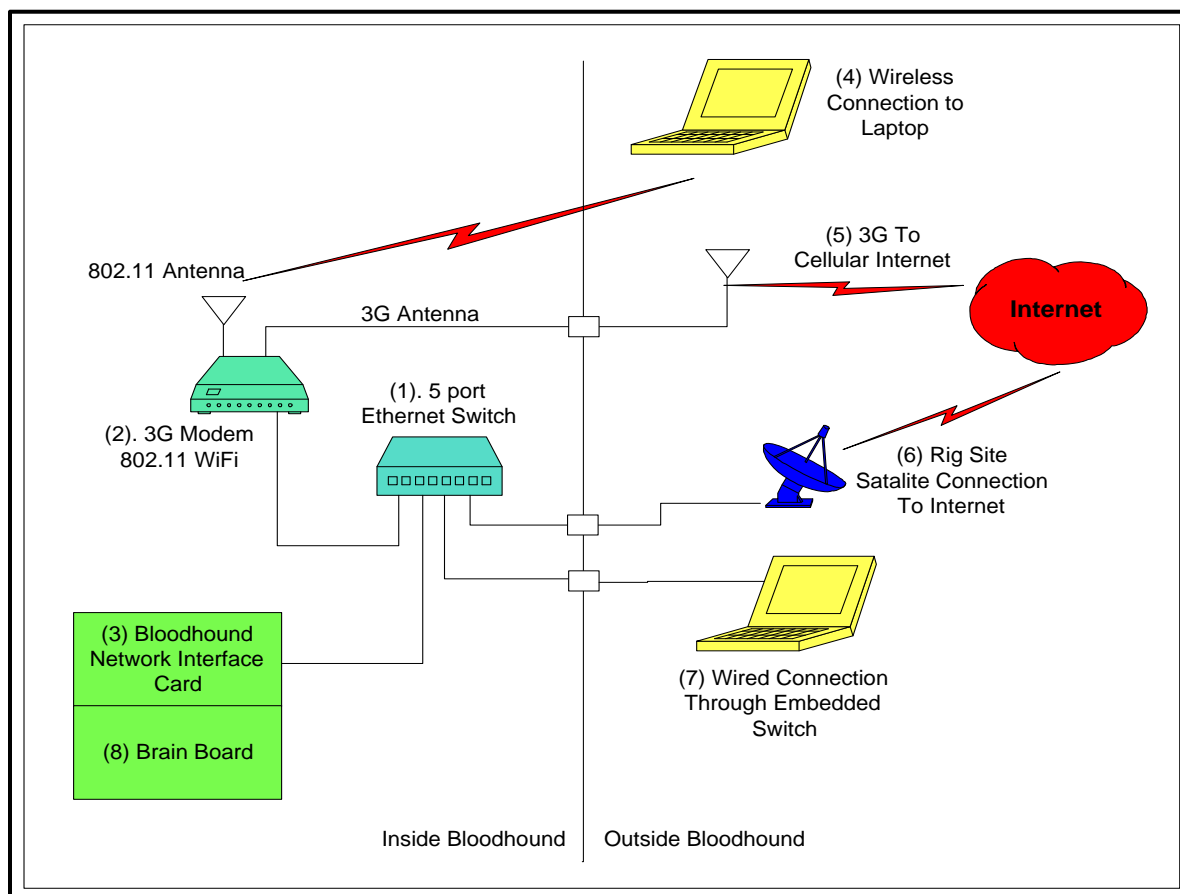 (4) Wireless
Connection to
Laptop
(5) 3G To
Cellular Internet
802.11 Antenna
3G Antenna
Internet
(1). 5 port
Ethernet Switch
(2). 3G Modem
802.11 WiFi
(6) Rig Site
Satalite Connection
To Internet
(3) Bloodhound
Network Interface
Card
(7) Wired Connection
Through Embedded
Switch
(8) Brain Board
Inside Bloodhound
Outside Bloodhound